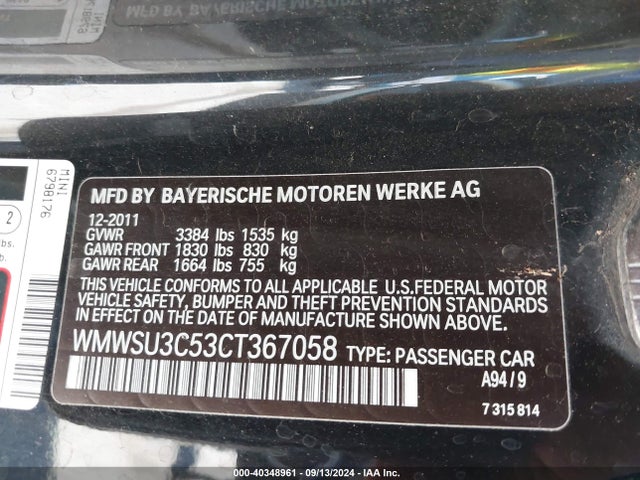 MFD BY BAYERISCHE MOTOREN WERKE AG
12-2011
GVWR 3384 lbs 1535 kg
GAWR FRONT 1830 lbs 830 kg
GAWR REAR 1664 lbs 755 kg
THIS VEHICLE CONFORMS TO ALL APPLICABLE U.S.FEDERAL MOTOR
VEHICLE SAFETY, BUMPER AND THEFT PREVENTION STANDARDS
IN EFFECT ON THE DATE OF MANUFACTURE SHOWN ABOVE.
WMWSU3C53CT367058 TYPE: PASSENGER CAR
A94/9
7 315 814
MINI
6798176
2
lbs.
000-40348961 - 09/13/2024 - IAA Inc.